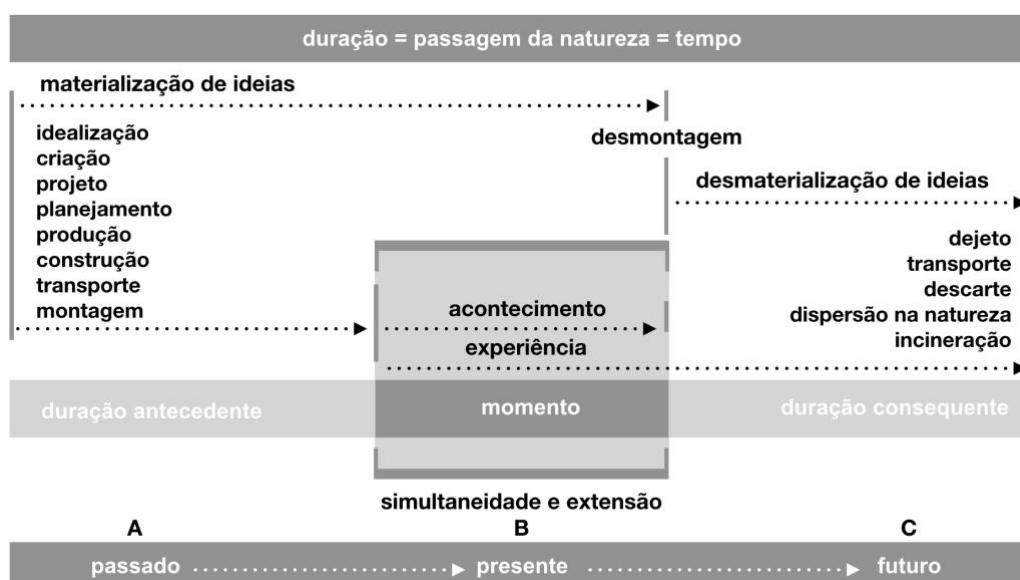 duração = passagem da natureza = tempo
materialização de ideias
desmontagem
idealização
criação
projeto
planejamento
produção
construção
transporte
montagem
desmaterialização de ideias
dejeto
transporte
descarte
dispersão na natureza
incineração
acontecimento
experiência
duração antecedente
momento
duração consequente
simultaneidade e extensão
A B C
passado presente futuro